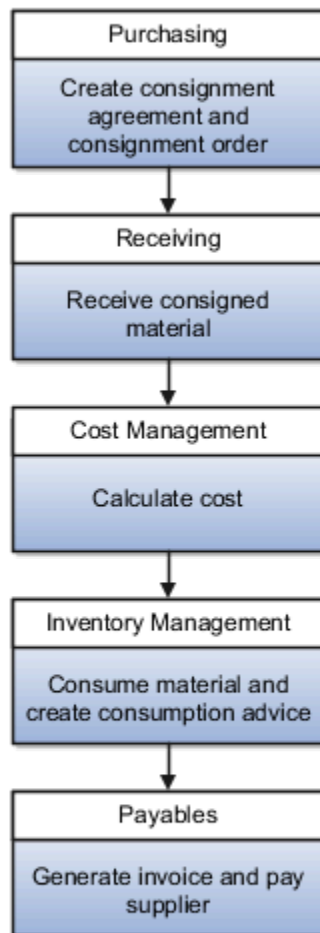 Purchasing
Create consignment
agreement and
consignment order
Receiving
Receive consigned
material
Cost Management
Calculate cost
Inventory Management
Consume material and
create consumption advice
Payables
Generate invoice and pay
supplier